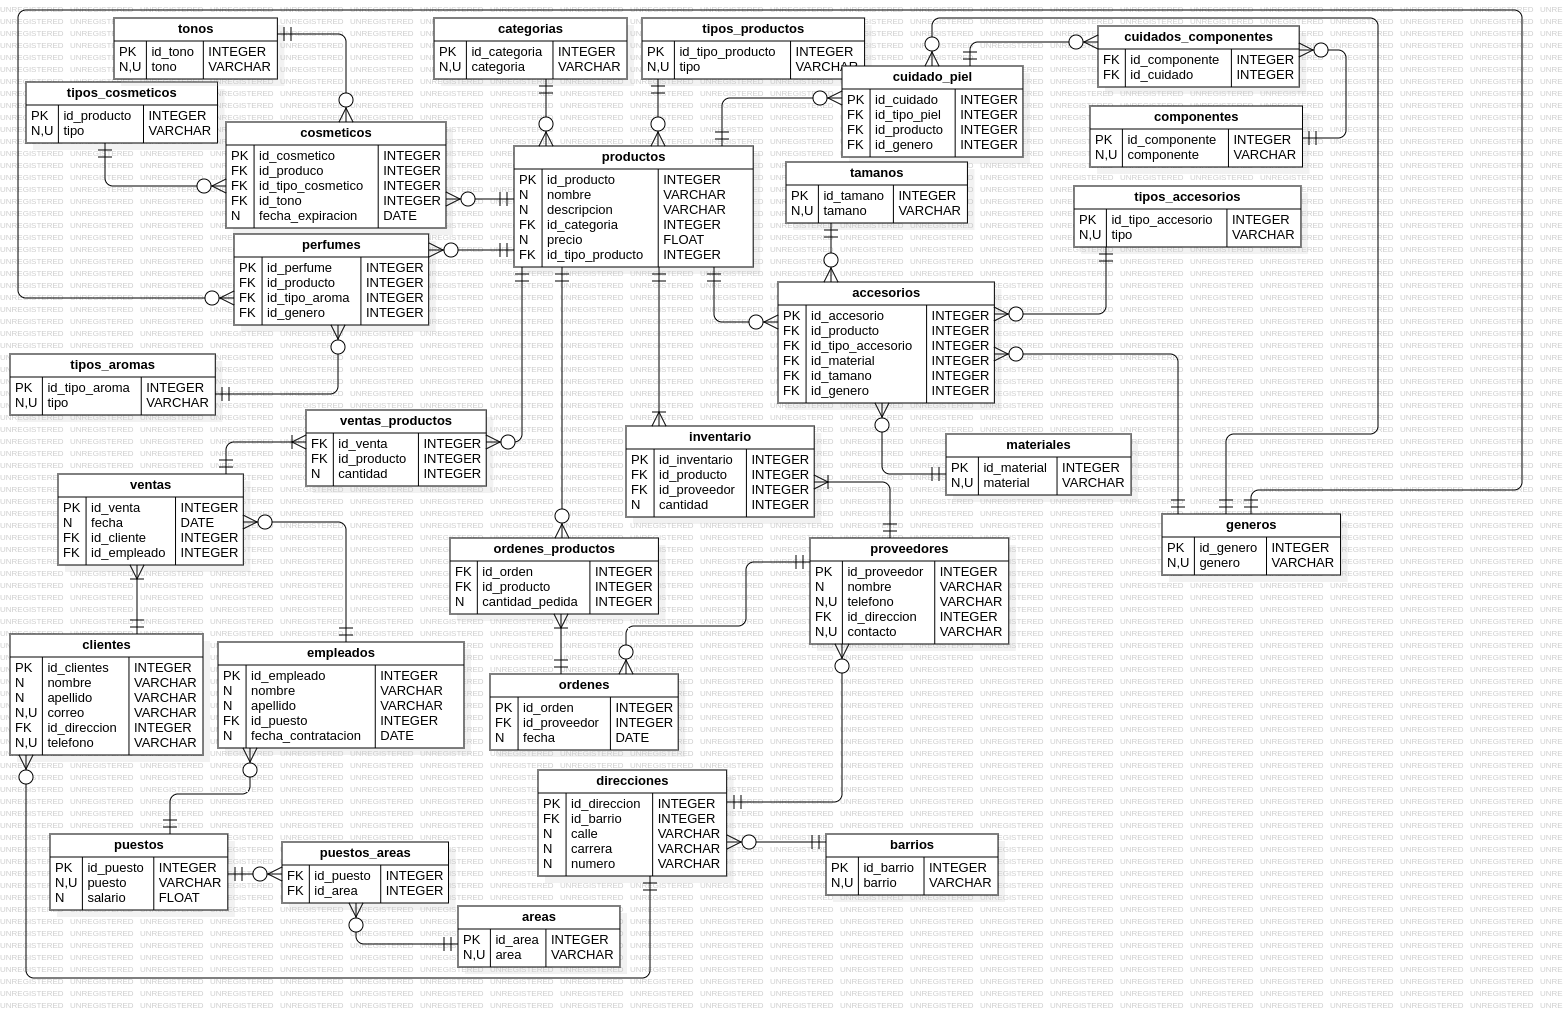 tonos
PK id_tono INTEGER
N,U tono VARCHAR
categorias
PK id_categoria INTEGER
N,U categoria VARCHAR
tipos_productos
PK id_tipo_producto INTEGER
N,U tipo VARCHAR
cuidados_componentes
FK id_componente INTEGER
FK id_cuidado INTEGER
cuidado_piel
PK id_cuidado INTEGER
FK id_tipo_piel INTEGER
FK id_producto INTEGER
FK id_genero INTEGER
tipos_cosmeticos
PK id_producto INTEGER
N,U tipo VARCHAR
cosmeticos
PK id_cosmetico INTEGER
FK id_produco INTEGER
FK id_tipo_cosmetico INTEGER
FK id_tono INTEGER
N fecha_expiracion DATE
componentes
PK id_componente INTEGER
N,U componente VARCHAR
productos
PK id_producto INTEGER
N nombre VARCHAR
N descripcion VARCHAR
FK id_categoria INTEGER
N precio FLOAT
FK id_tipo_producto INTEGER
tamanos
PK id_tamano INTEGER
N,U tamano VARCHAR
tipos_accesorios
PK id_tipo_accesorio INTEGER
N,U tipo VARCHAR
perfumes
PK id_perfume INTEGER
FK id_producto INTEGER
FK id_tipo_aroma INTEGER
FK id_genero INTEGER
accesorios
PK id_accesorio INTEGER
FK id_producto INTEGER
FK id_tipo_accesorio INTEGER
FK id_material INTEGER
FK id_tamano INTEGER
FK id_genero INTEGER
tipos_aromas
PK id_tipo_aroma INTEGER
N,U tipo VARCHAR
ventas_productos
FK id_venta INTEGER
FK id_producto INTEGER
N cantidad INTEGER
inventario
PK id_inventario INTEGER
FK id_producto INTEGER
FK id_proveedor INTEGER
N cantidad INTEGER
materiales
PK id_material INTEGER
N,U material VARCHAR
ventas
PK id_venta INTEGER
N fecha DATE
FK id_cliente INTEGER
FK id_empleado INTEGER
generos
PK id_genero INTEGER
N,U genero VARCHAR
ordenes_productos
FK id_orden INTEGER
FK id_producto INTEGER
N cantidad_pedida INTEGER
proveedores
PK id_proveedor INTEGER
N nombre VARCHAR
N,U telefono VARCHAR
FK id_direccion INTEGER
N,U contacto VARCHAR
clientes
PK id_clientes INTEGER
N nombre VARCHAR
N apellido VARCHAR
N,U correo VARCHAR
FK id_direccion INTEGER
N,U telefono VARCHAR
empleados
PK id_empleado INTEGER
N nombre VARCHAR
N apellido VARCHAR
FK id_puesto INTEGER
N fecha_contratacion DATE
ordenes
PK id_orden INTEGER
FK id_proveedor INTEGER
N fecha DATE
direcciones
PK id_direccion INTEGER
FK id_barrio INTEGER
N calle VARCHAR
N carrera VARCHAR
N numero VARCHAR
puestos
PK id_puesto INTEGER
N,U puesto VARCHAR
N salario FLOAT
puestos_areas
FK id_puesto INTEGER
FK id_area INTEGER
barrios
PK id_barrio INTEGER
N,U barrio VARCHAR
areas
PK id_area INTEGER
N,U area VARCHAR
UNREGISTERED